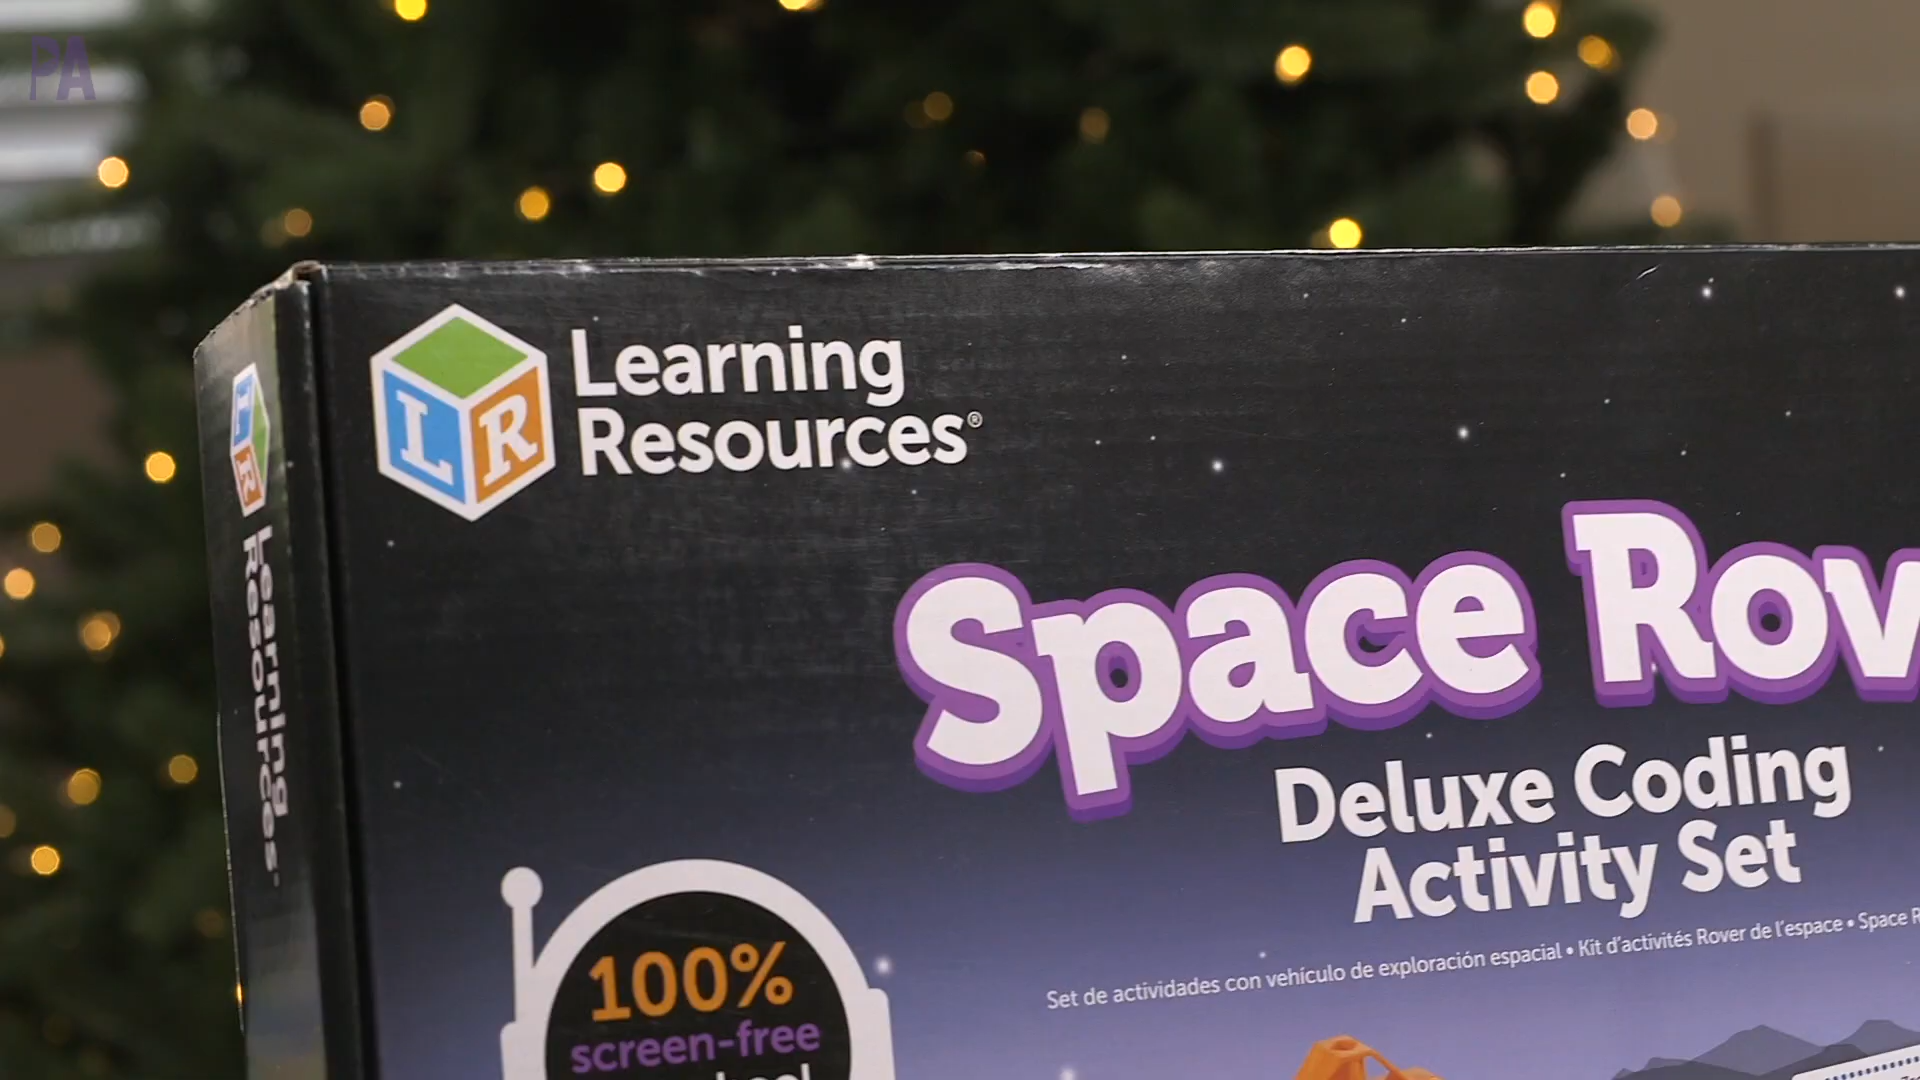 PA
LR
Learning
Resources®
Learning
Resources
Space Rov
Deluxe Coding
Activity Set
Set de actividades con vehículo de exploración espacial • Kit d'activités Rover de l'espace • Space R
100%
screen-free